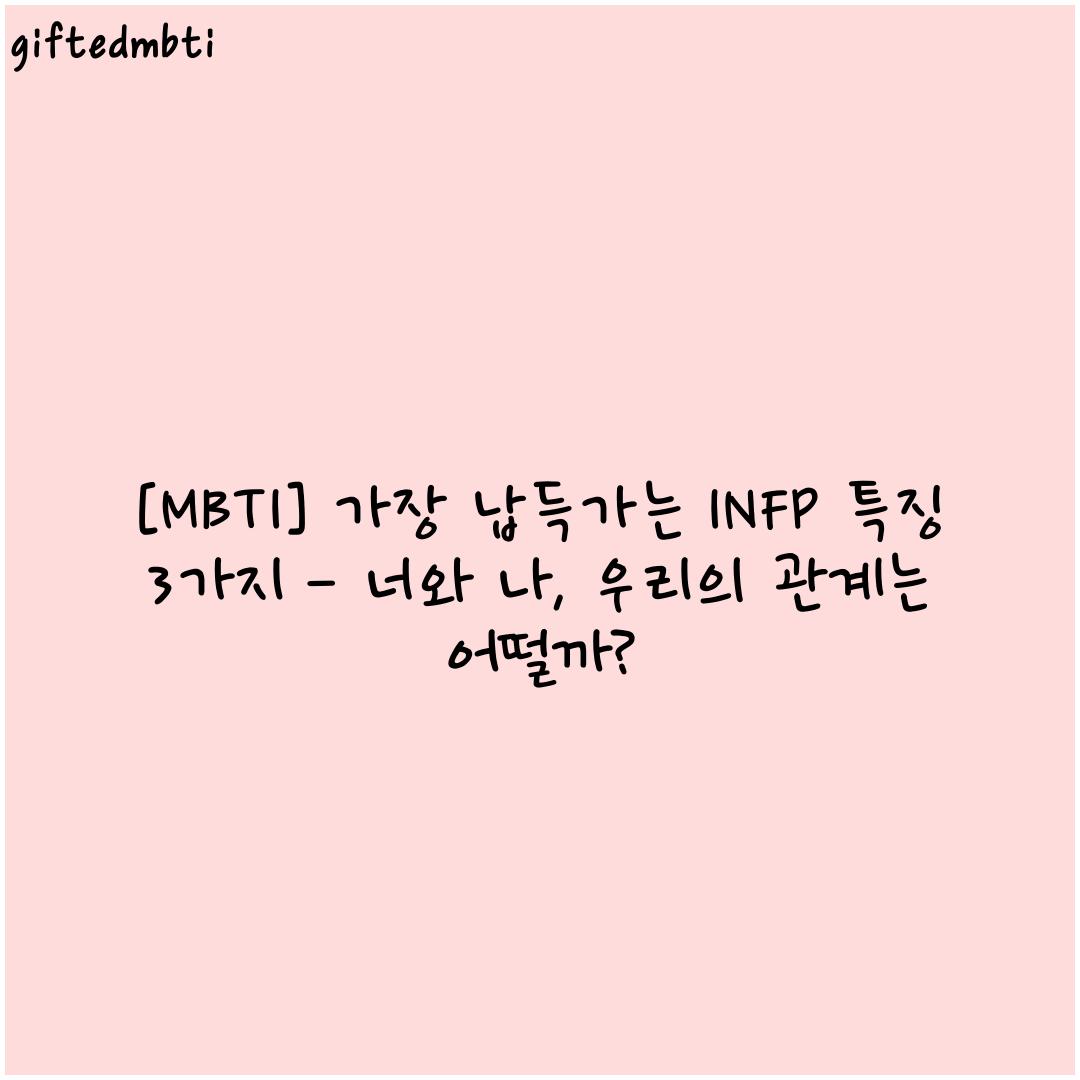 giftedmbti
[MBTI] 가장 납득가는 INFP 특징
3가지 - 너와 나, 우리의 관계는
어떨까?